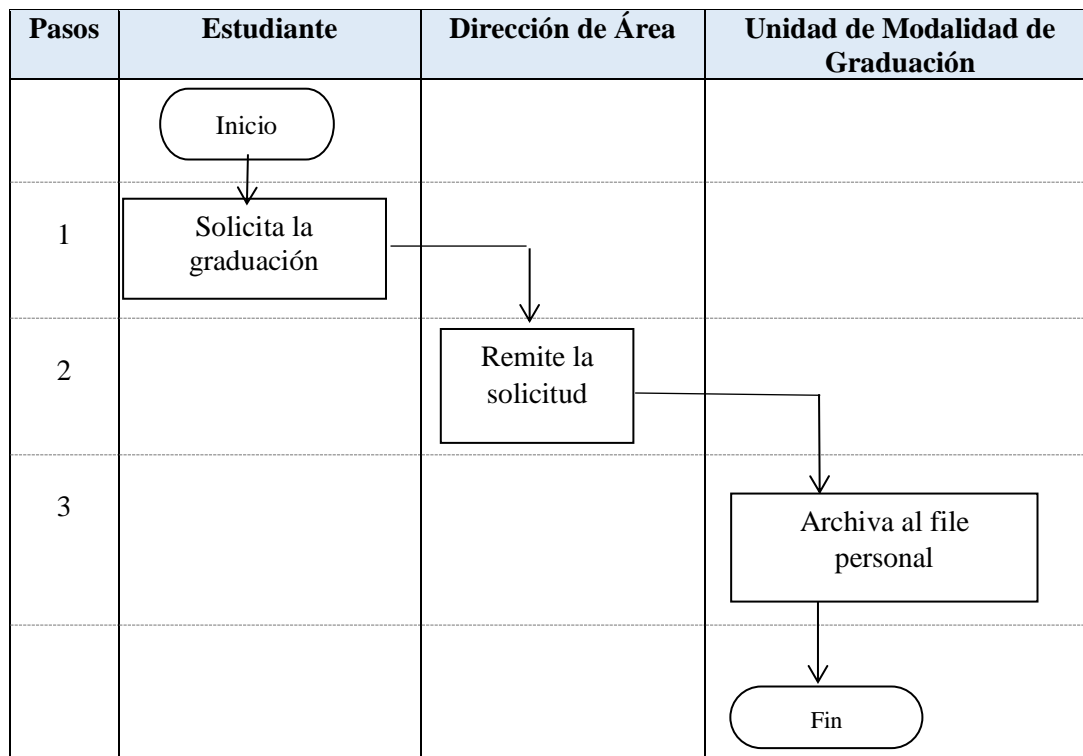 Pasos
Estudiante
Dirección de Área
Unidad de Modalidad de
Graduación
Inicio
1
Solicita la
graduación
2
Remite la
solicitud
3
Archiva al file
personal
Fin